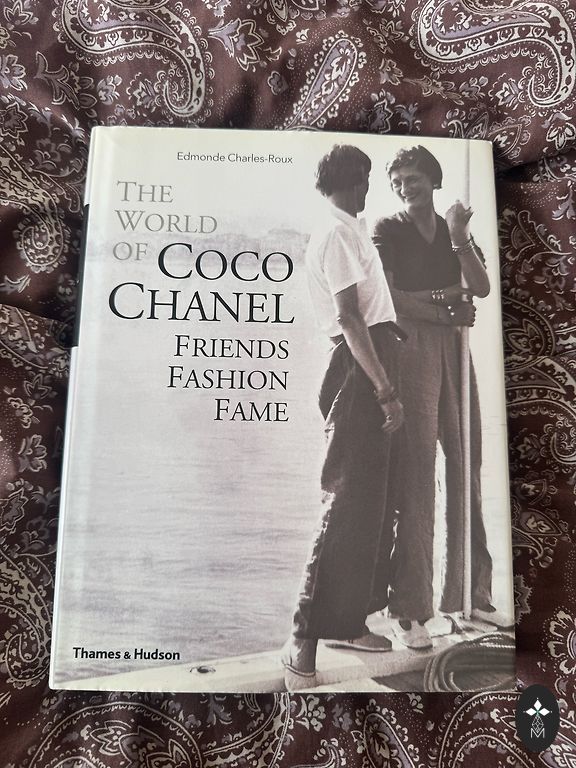 Edmonde Charles-Roux
THE
WORLD
OF COCO
CHANEL
FRIENDS
FASHION
FAME
Thames & Hudson
M